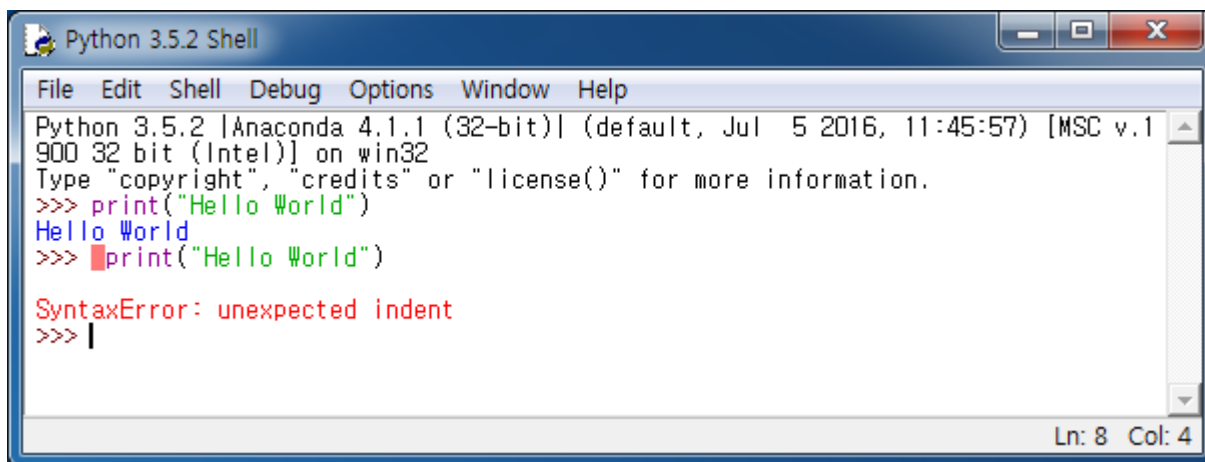 Python 3.5.2 Shell
File Edit Shell Debug Options Window Help
Python 3.5.2 |Anaconda 4.1.1 (32-bit)| (default, Jul  5 2016, 11:45:57) [MSC v.1
900 32 bit (Intel)] on win32
Type "copyright", "credits" or "license()" for more information.
>>> print("Hello World")
Hello World
>>>  print("Hello World")
SyntaxError: unexpected indent
>>>
Ln: 8 Col: 4